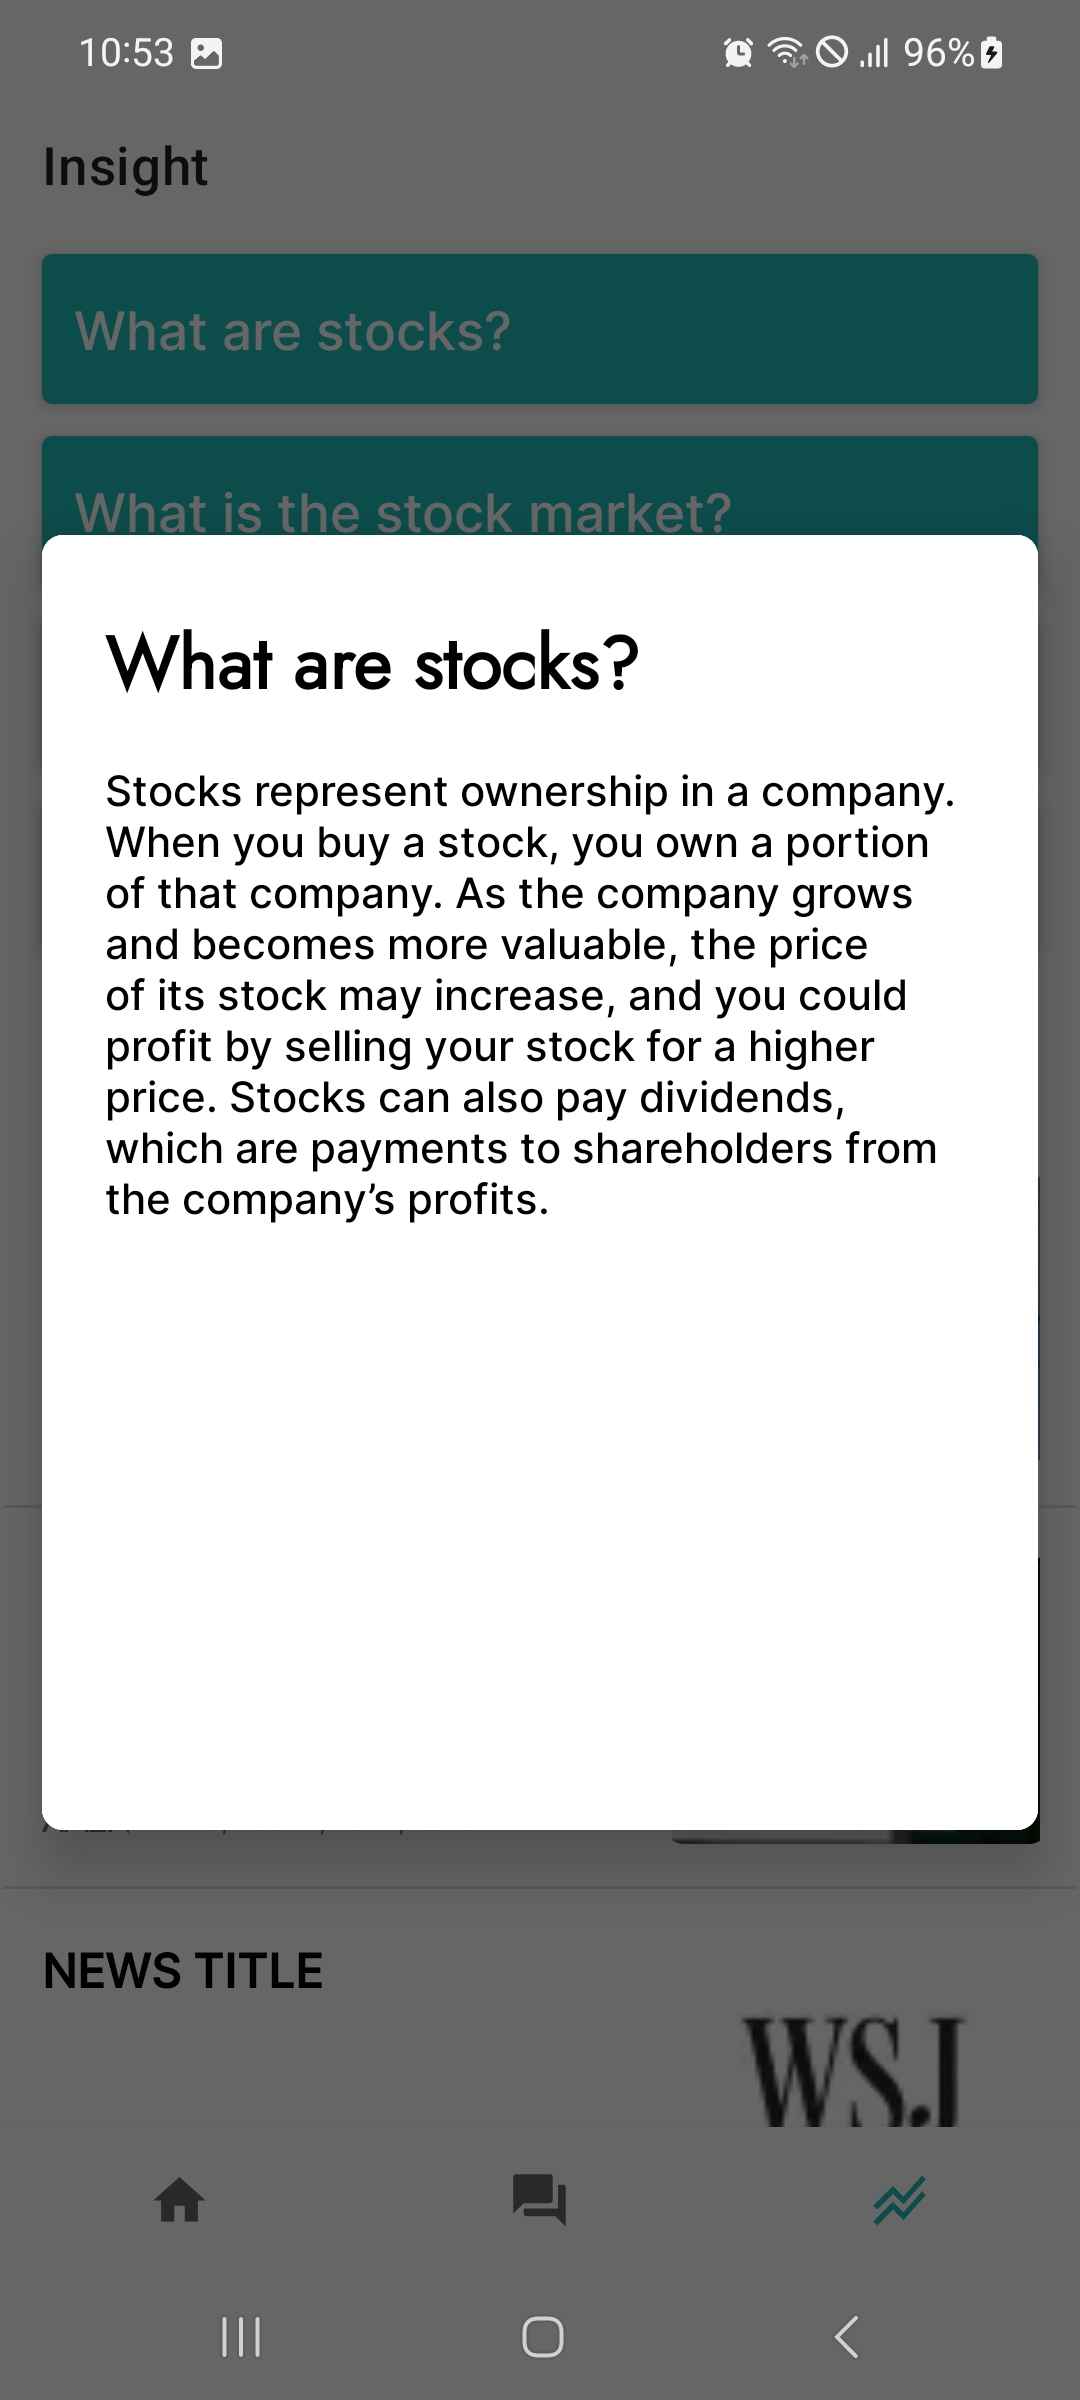 10:53
96%
Insight
What are stocks?
What is the stock market?
What are stocks?
Stocks represent ownership in a company.
When you buy a stock, you own a portion
of that company. As the company grows
and becomes more valuable, the price
of its stock may increase, and you could
profit by selling your stock for a higher
price. Stocks can also pay dividends,
which are payments to shareholders from
the company’s profits.
NEWS TITLE
WSJ